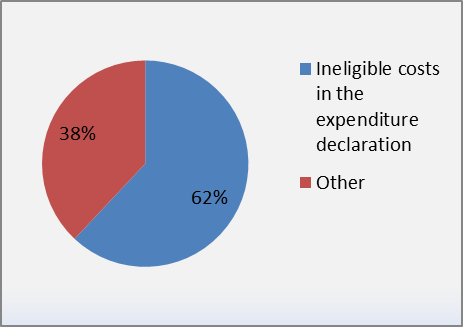 Ineligible costs
in the
expenditure
declaration
Other
38%
62%